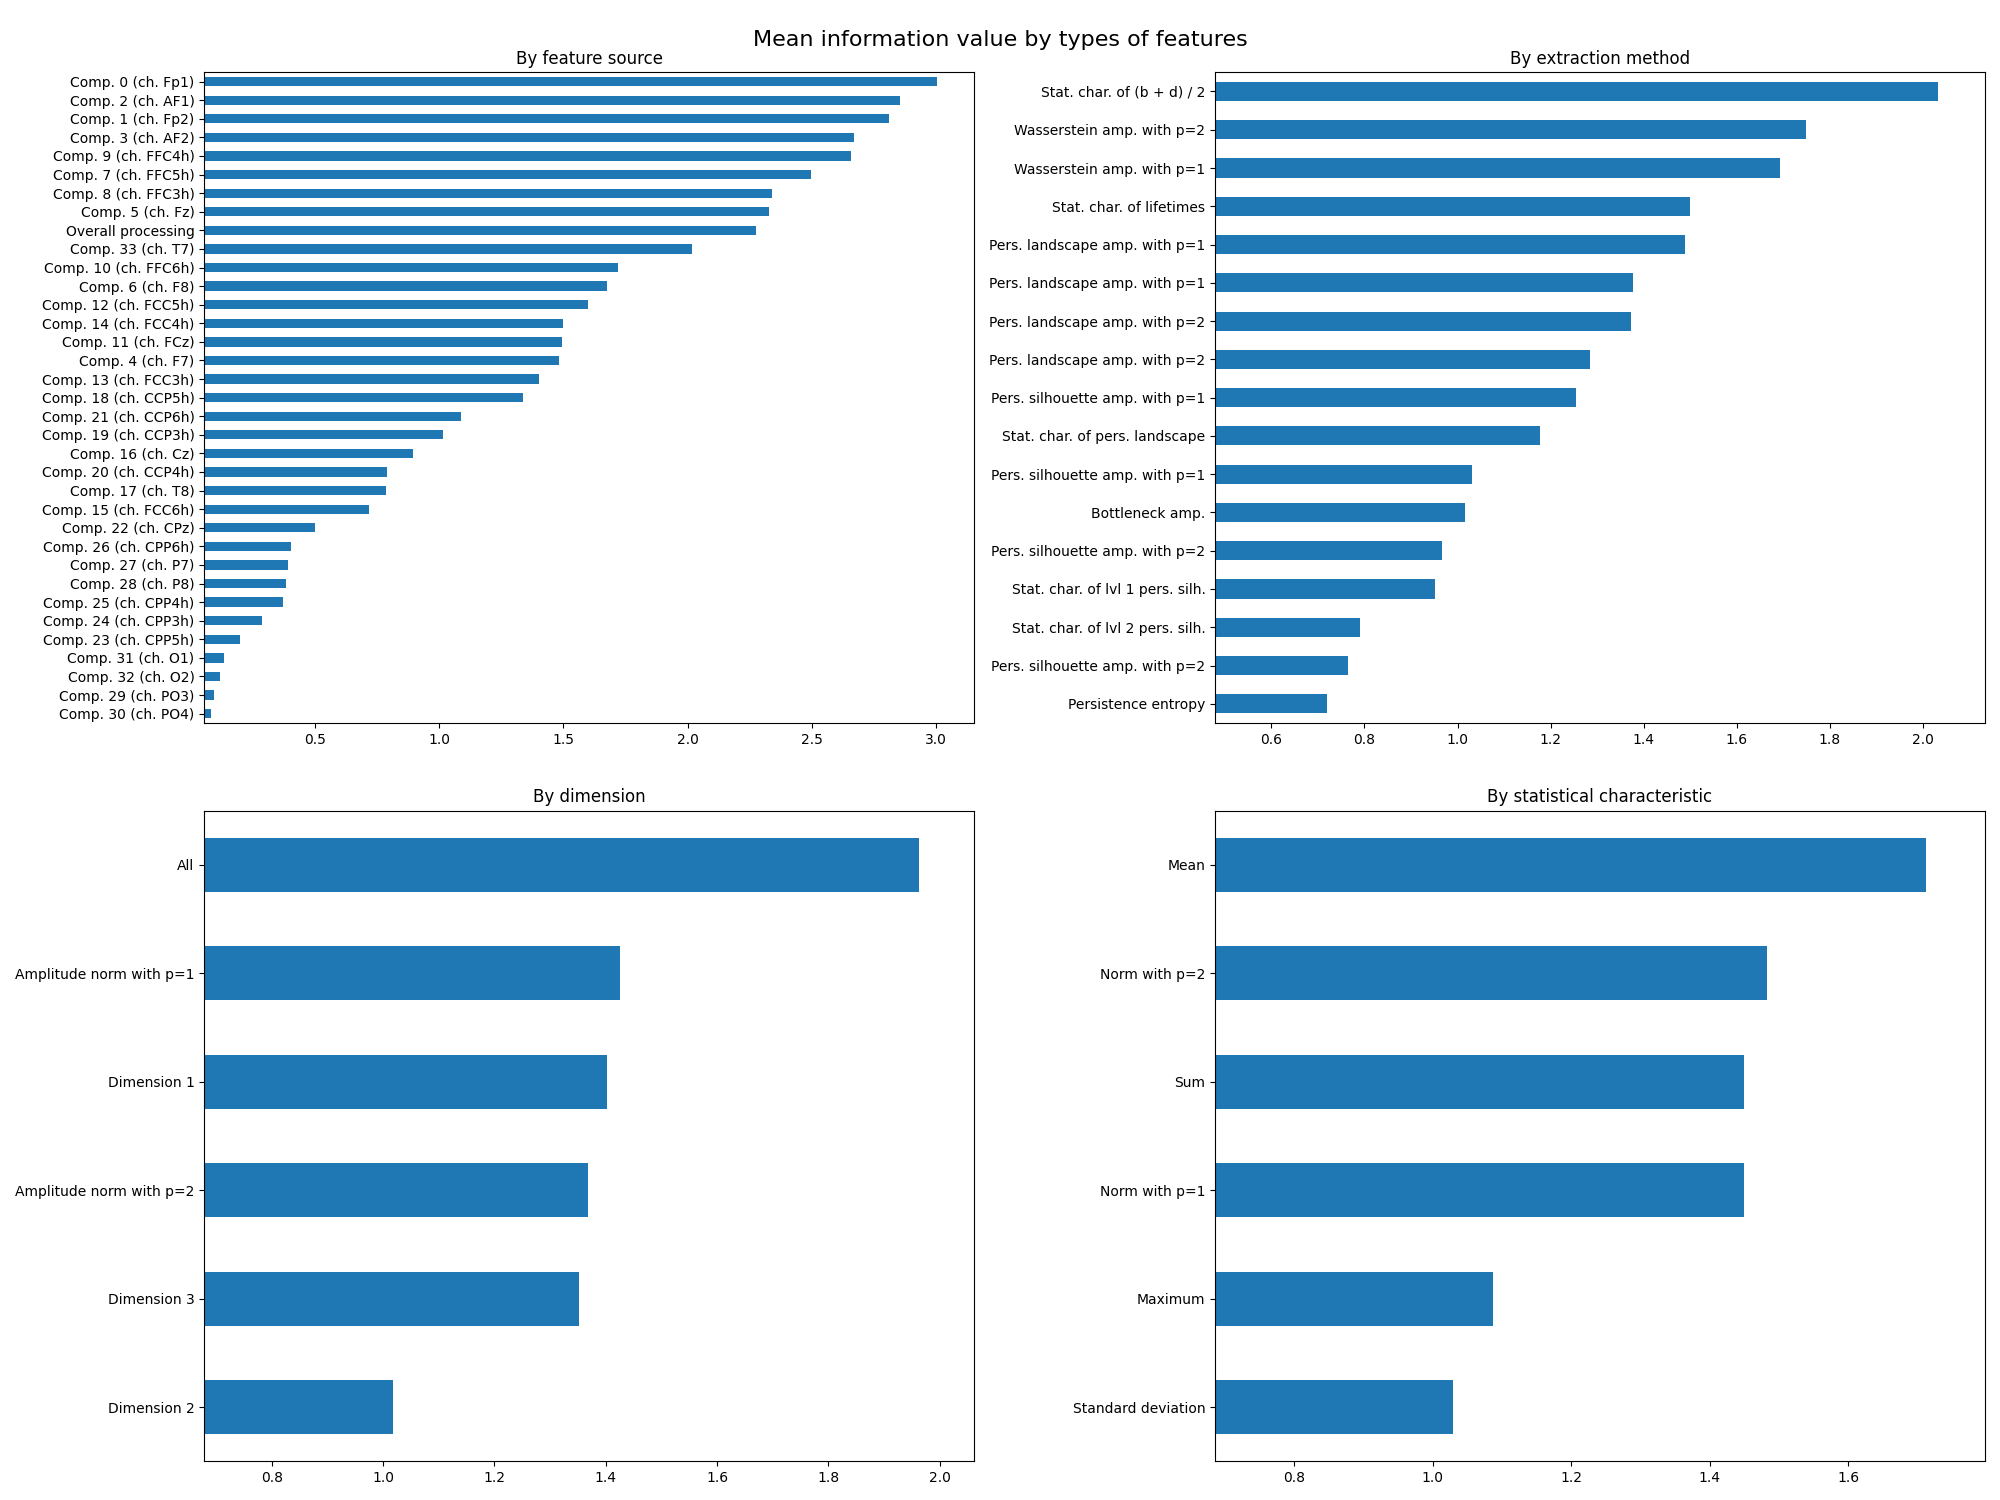 Mean information value by types of features
By feature source
Comp. 0 (ch. Fp1)
Comp. 2 (ch. AF1)
Comp. 1 (ch. Fp2)
Comp. 3 (ch. AF2)
Comp. 9 (ch. FFC4h)
Comp. 7 (ch. FFC5h)
Comp. 8 (ch. FFC3h)
Comp. 5 (ch. Fz)
Overall processing
Comp. 33 (ch. T7)
Comp. 10 (ch. FFC6h)
Comp. 6 (ch. F8)
Comp. 12 (ch. FCC5h)
Comp. 14 (ch. FCC4h)
Comp. 11 (ch. FCz)
Comp. 4 (ch. F7)
Comp. 13 (ch. FCC3h)
Comp. 18 (ch. CCP5h)
Comp. 21 (ch. CCP6h)
Comp. 19 (ch. CCP3h)
Comp. 16 (ch. Cz)
Comp. 20 (ch. CCP4h)
Comp. 17 (ch. T8)
Comp. 15 (ch. FCC6h)
Comp. 22 (ch. CPz)
Comp. 26 (ch. CPP6h)
Comp. 27 (ch. P7)
Comp. 28 (ch. P8)
Comp. 25 (ch. CPP4h)
Comp. 24 (ch. CPP3h)
Comp. 23 (ch. CPP5h)
Comp. 31 (ch. O1)
Comp. 32 (ch. O2)
Comp. 29 (ch. PO3)
Comp. 30 (ch. PO4)
0.5 1.0 1.5 2.0 2.5 3.0
By extraction method
Stat. char. of (b + d) / 2
Wasserstein amp. with p=2
Wasserstein amp. with p=1
Stat. char. of lifetimes
Pers. landscape amp. with p=1
Pers. landscape amp. with p=1
Pers. landscape amp. with p=2
Pers. landscape amp. with p=2
Pers. silhouette amp. with p=1
Stat. char. of pers. landscape
Pers. silhouette amp. with p=1
Bottleneck amp.
Pers. silhouette amp. with p=2
Stat. char. of lvl 1 pers. silh.
Stat. char. of lvl 2 pers. silh.
Pers. silhouette amp. with p=2
Persistence entropy
0.6 0.8 1.0 1.2 1.4 1.6 1.8 2.0
By dimension
All
Amplitude norm with p=1
Dimension 1
Amplitude norm with p=2
Dimension 3
Dimension 2
0.8 1.0 1.2 1.4 1.6 1.8 2.0
By statistical characteristic
Mean
Norm with p=2
Sum
Norm with p=1
Maximum
Standard deviation
0.8 1.0 1.2 1.4 1.6